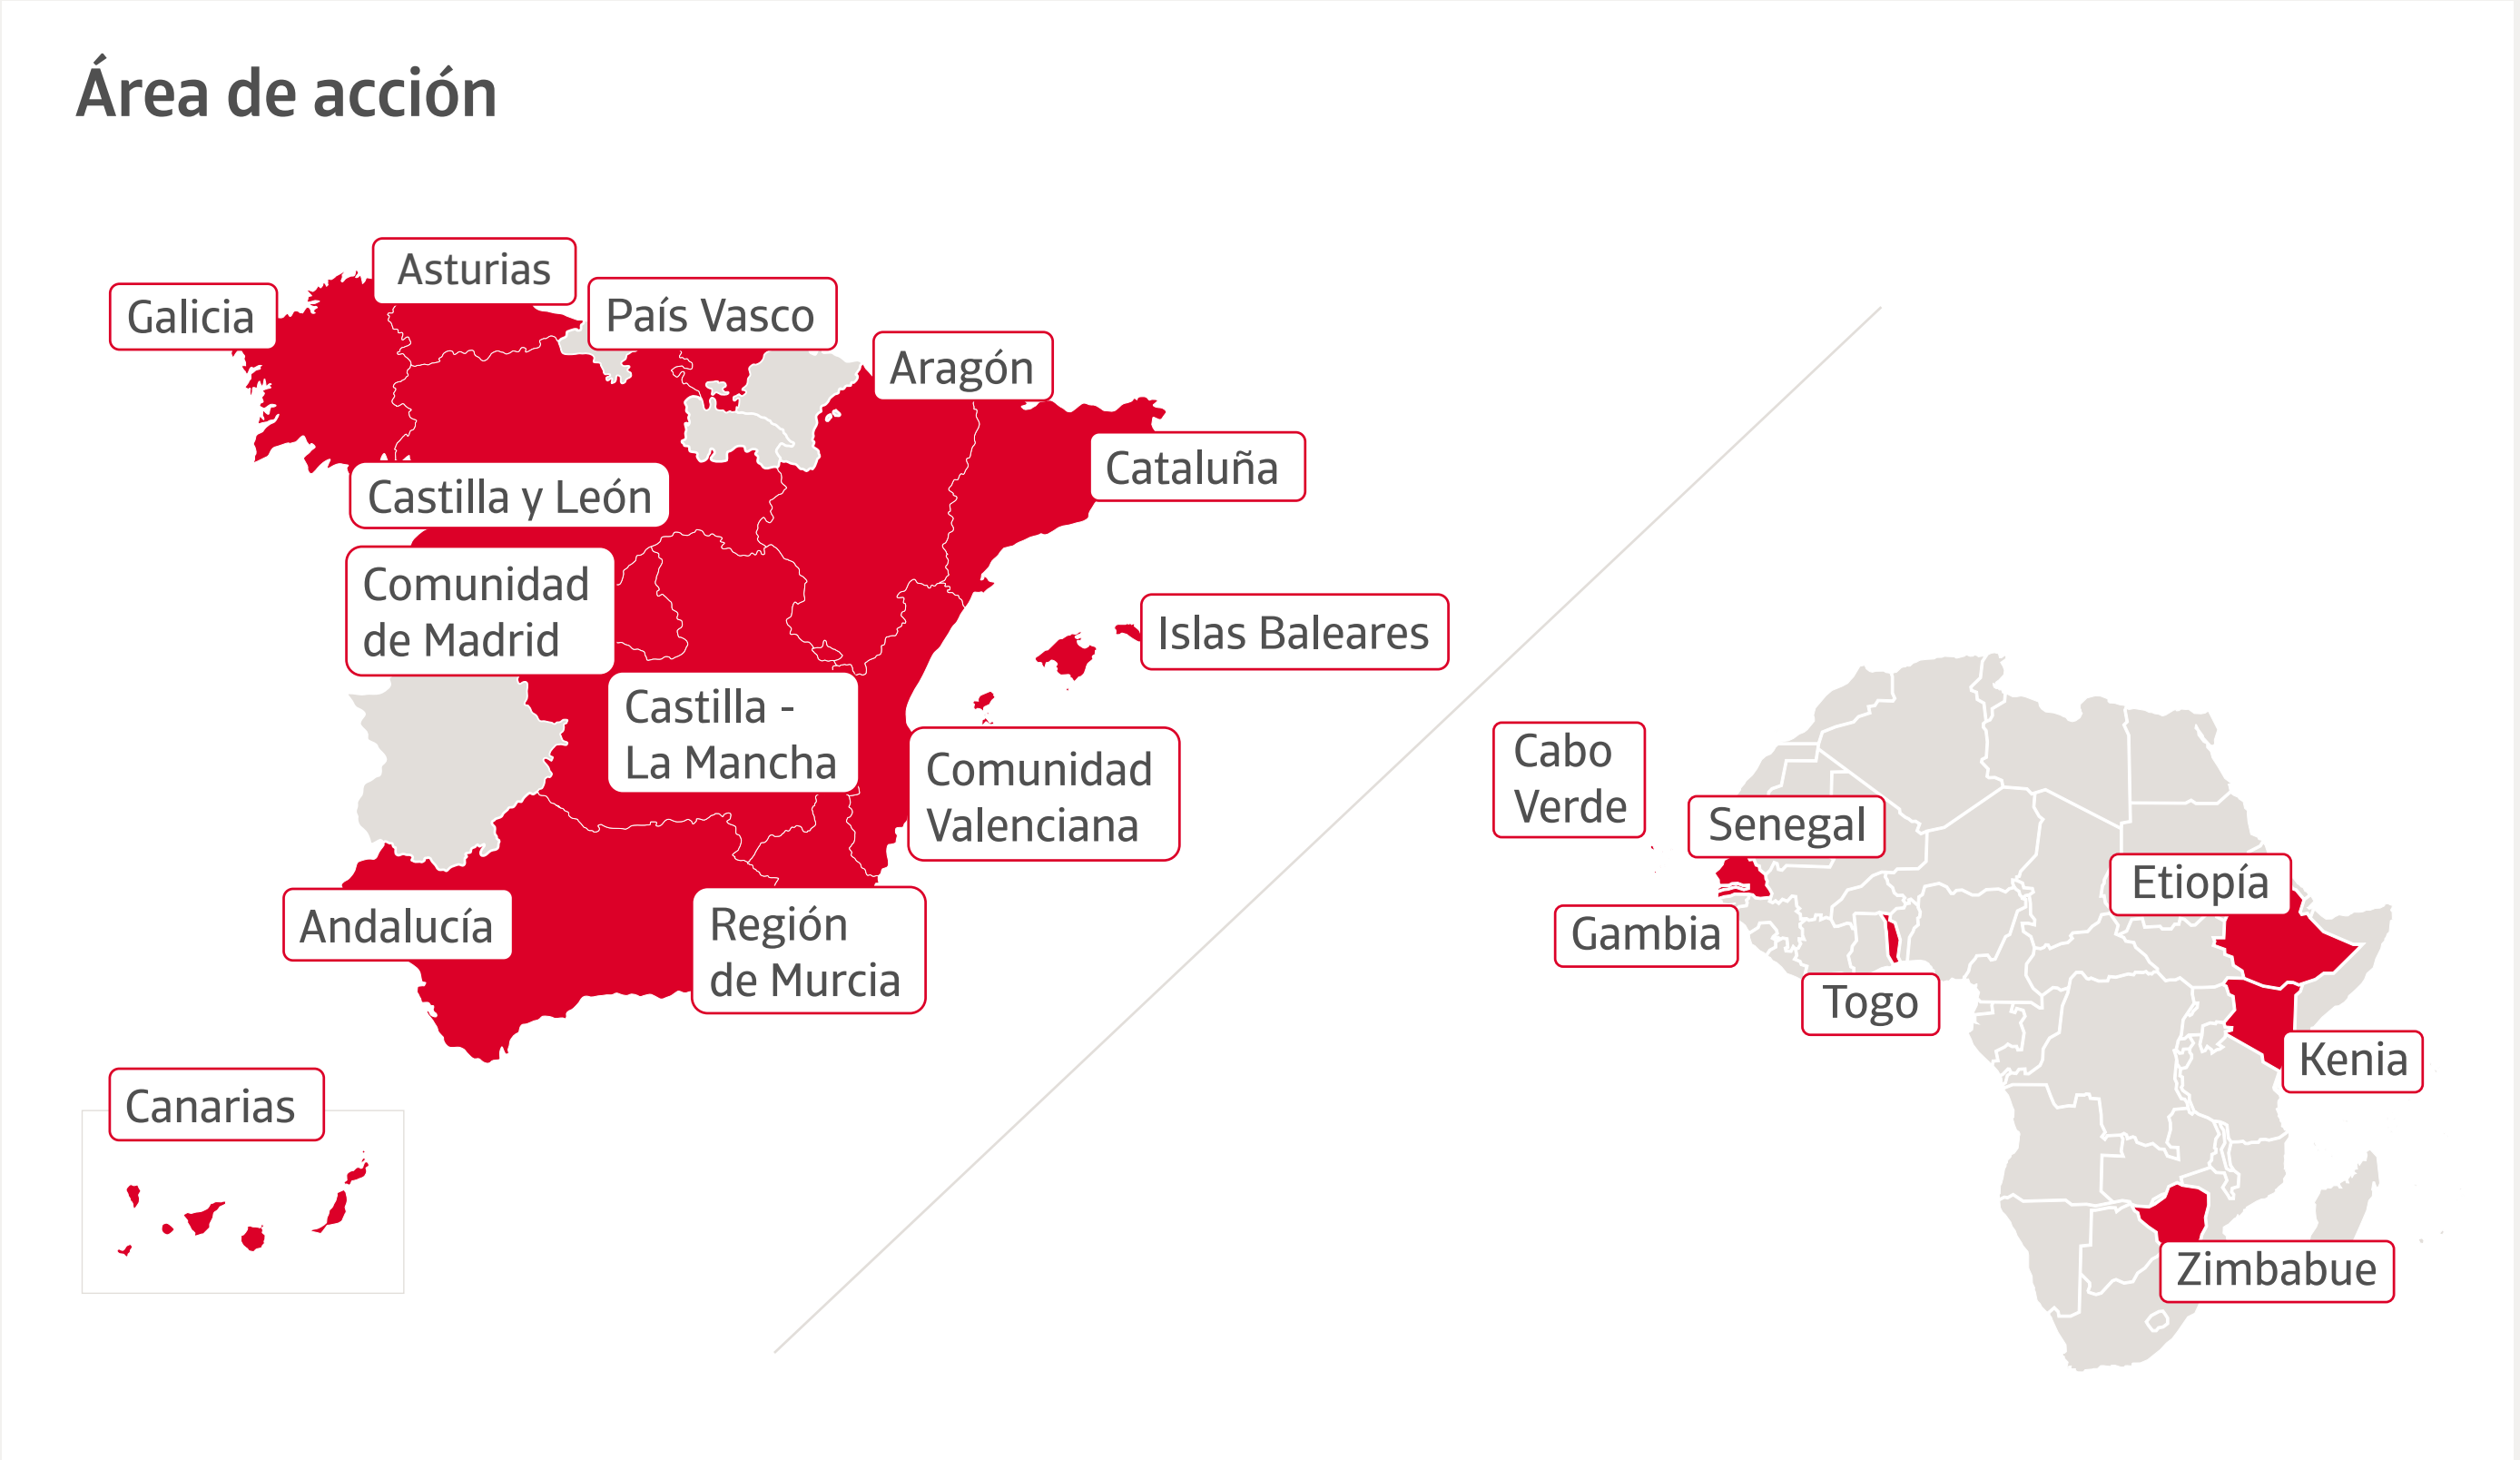 Área de acción
Asturias
Galicia
País Vasco
Aragón
Cataluña
Castilla y León
Comunidad
de Madrid
Islas Baleares
Castilla -
La Mancha
Comunidad
Valenciana
Andalucía
Región
de Murcia
Canarias
Cabo
Verde
Senegal
Etiopía
Gambia
Togo
Kenia
Zimbabue